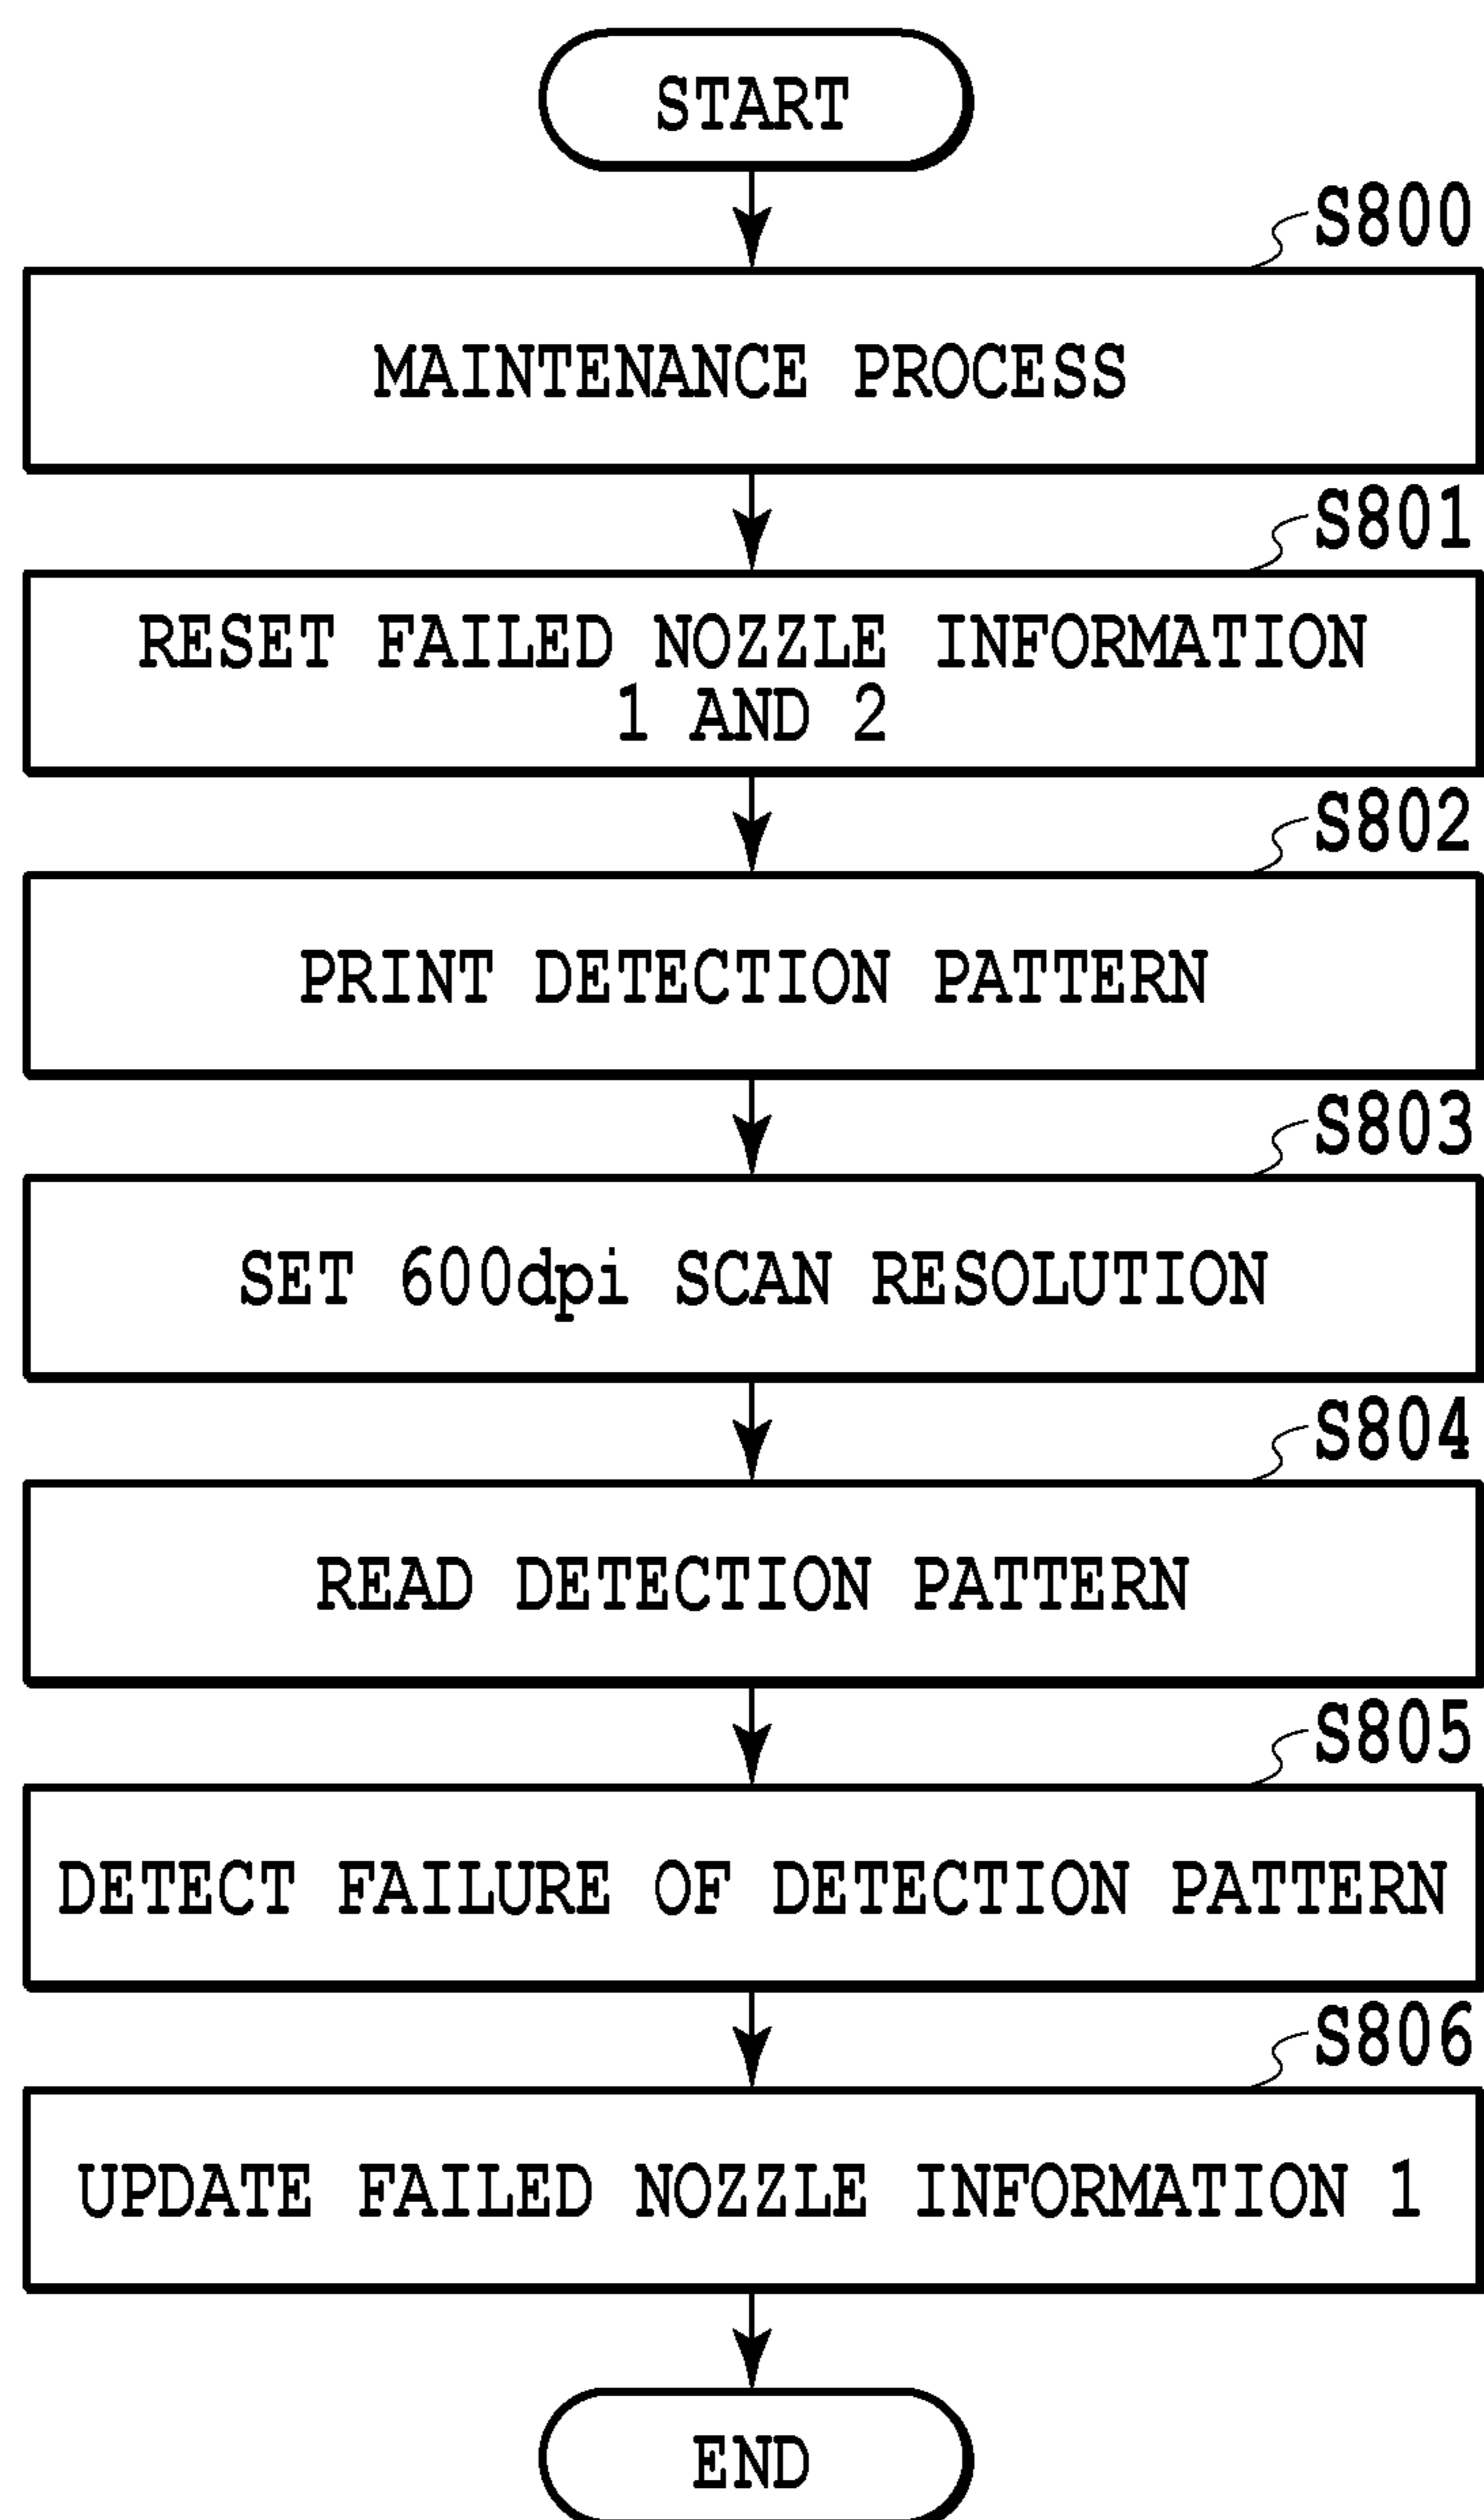 START
S800
MAINTENANCE PROCESS
S801
RESET FAILED NOZZLE INFORMATION
1 AND 2
S802
PRINT DETECTION PATTERN
S803
SET 600dpi SCAN RESOLUTION
S804
READ DETECTION PATTERN
S805
DETECT FAILURE OF DETECTION PATTERN
S806
UPDATE FAILED NOZZLE INFORMATION 1
END